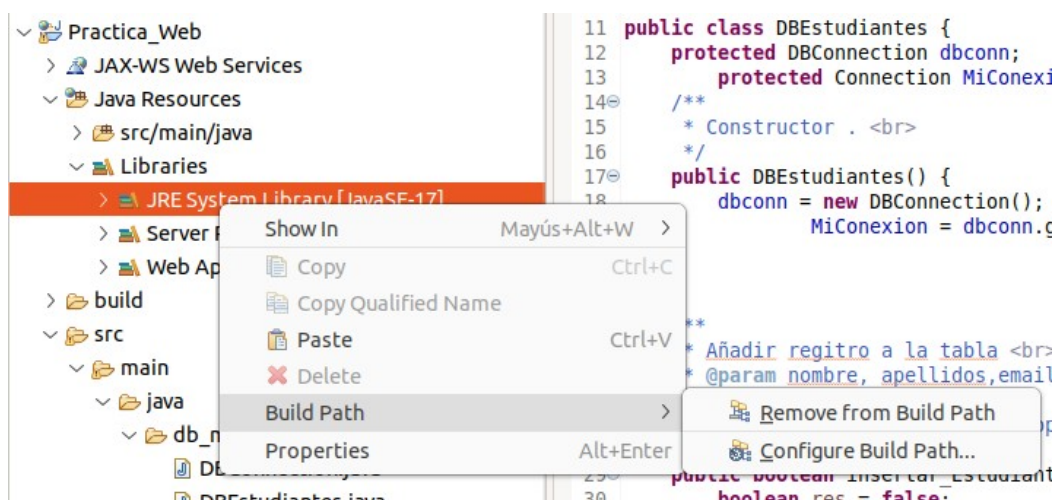 Practica_Web
JAX-WS Web Services
Java Resources
src/main/java
Libraries
JRE System Library [JavaSE-17]
Server
Web Ap
build
src
main
java
db_
DBEstudiantes.java
Show In Mayús+Alt+W
Copy Ctrl+C
Copy Qualified Name
Paste Ctrl+V
Delete
Build Path
Properties Alt+Enter
Remove from Build Path
Configure Build Path...
11 public class DBEstudiantes {
12 protected DBConnection dbconn;
13 protected Connection MiConexi
14 /**
15 * Constructor . <br>
16 */
17 public DBEstudiantes() {
18 dbconn = new DBConnection();
MiConexion = dbconn.g
**
* Añadir regitro a la tabla <br>
* @param nombre, apellidos,email
public boolean insertar_Estudiant
30 boolean res = false;